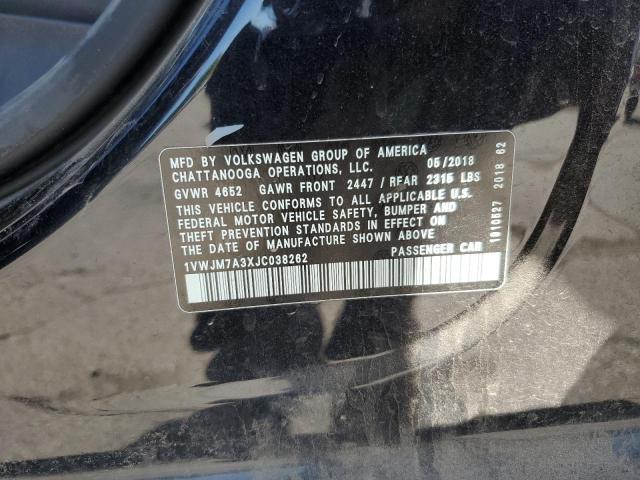 MFD BY VOLKSWAGEN GROUP OF AMERICA
CHATTANOOGA OPERATIONS, LLC. 05/2018
GVWR 4652 GAWR FRONT 2447 / REAR 2315 LBS
THIS VEHICLE CONFORMS TO ALL APPLICABLE U.S.
FEDERAL MOTOR VEHICLE SAFETY, BUMPER AND
THEFT PREVENTION STANDARDS IN EFFECT ON
THE DATE OF MANUFACTURE SHOWN ABOVE
1VWJM7A3XJC038262 PASSENGER CAR
1010527 2018 62